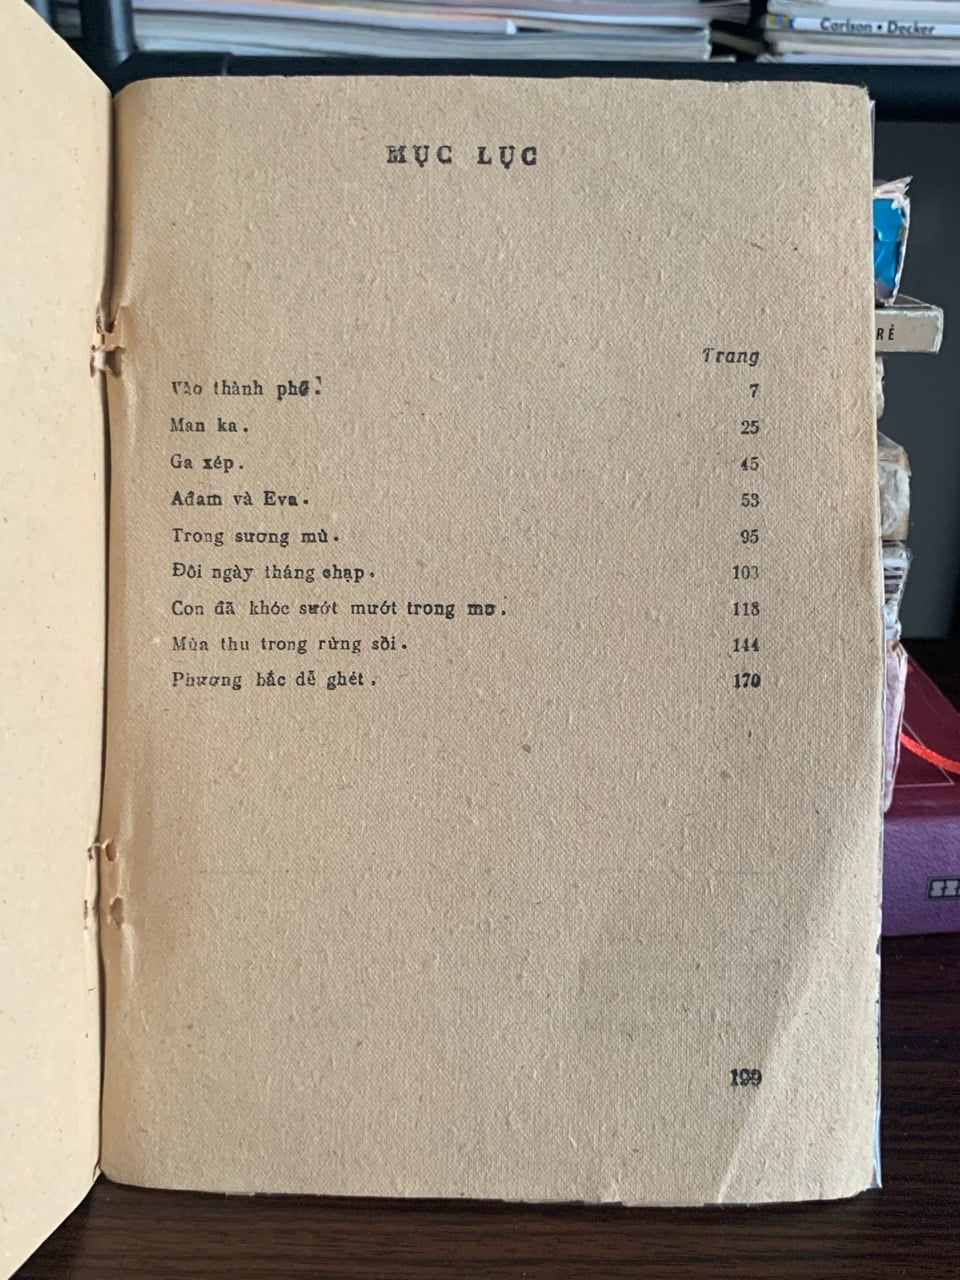 Carlson • Decker
RẺ
MỤC LỤC
Trang
Vào thành phố. 7
Man ka. 25
Ga xép. 45
Ađam và Eva. 53
Trong sương mù. 95
Đôi ngày tháng chạp. 103
Con đã khóc sướt mướt trong mơ. 118
Mùa thu trong rừng sồi. 144
Phương bắc dễ ghét. 170
199